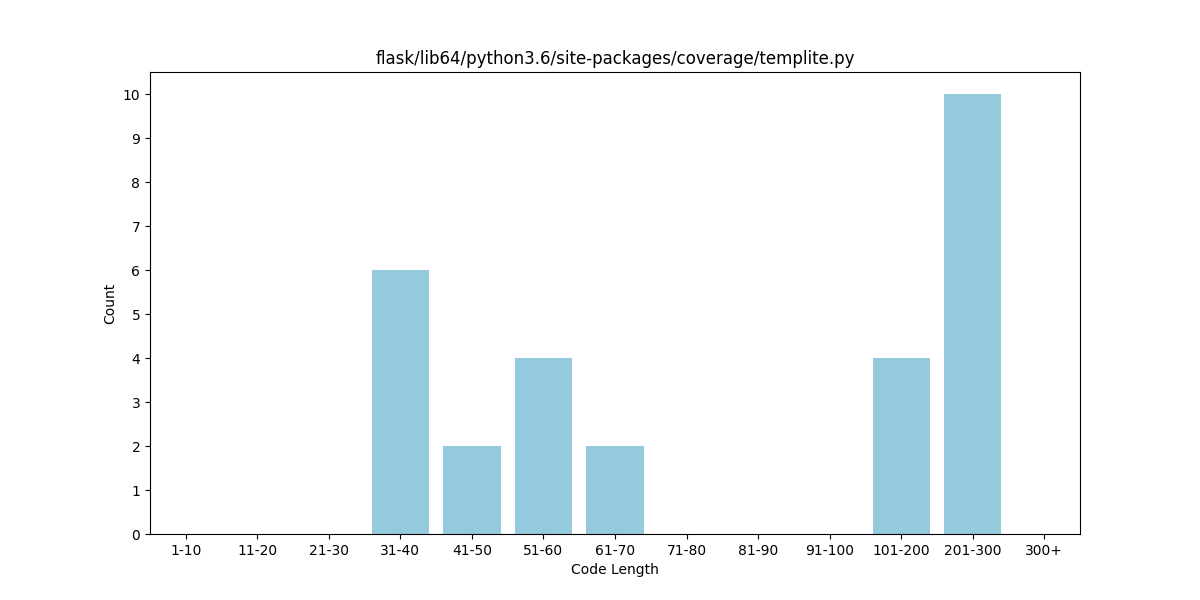 flask/lib64/python3.6/site-packages/coverage/templite.py
10
9
8
7
6
5
4
3
2
1
0
Count
1-10 11-20 21-30 31-40 41-50 51-60 61-70 71-80 81-90 91-100 101-200 201-300 300+
Code Length